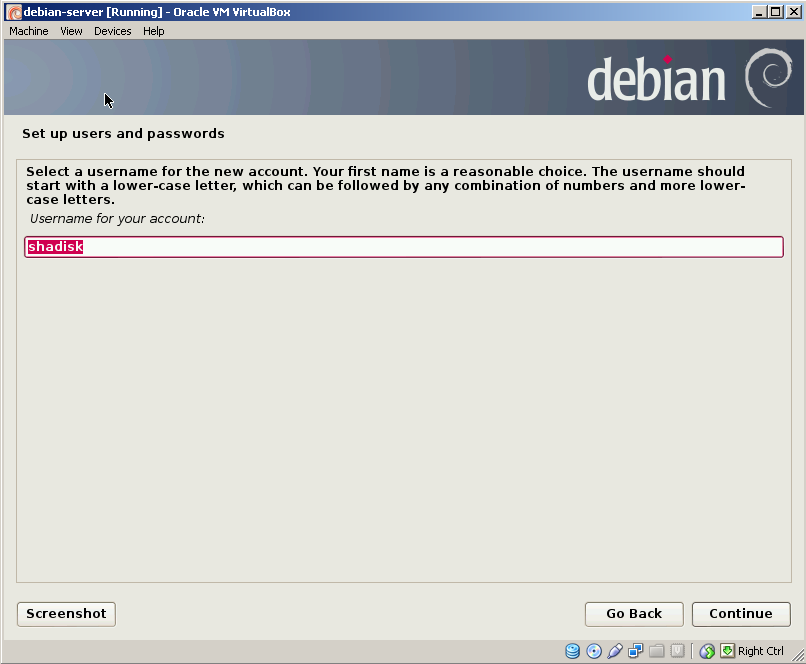 debian-server [Running] - Oracle VM VirtualBox
Machine View Devices Help
debian
Set up users and passwords
Select a username for the new account. Your first name is a reasonable choice. The username should
start with a lower-case letter, which can be followed by any combination of numbers and more lower-
case letters.
Username for your account:
shadisk
Screenshot
Go Back
Continue
Right Ctrl